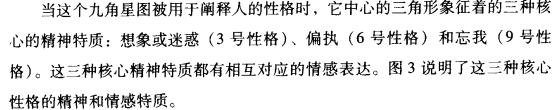 当这个九角星图被用于阐释人的性格时，它中心的三角形象征着的三种核
心的精神特质：想象或迷惑（3 号性格）、偏执（6 号性格）和忘我（9 号性
格）。这三种核心精神特质都有相互对应的情感表达。图 3 说明了这三种核心
性格的精神和情感特质。